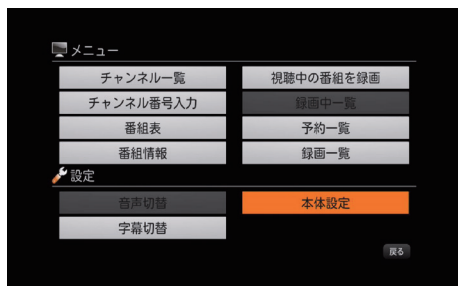 メニュー
チャンネル一覧 視聴中の番組を録画
チャンネル番号入力 録画中一覧
番組表 予約一覧
番組情報 録画一覧
設定
音声切替 本体設定
字幕切替
戻る